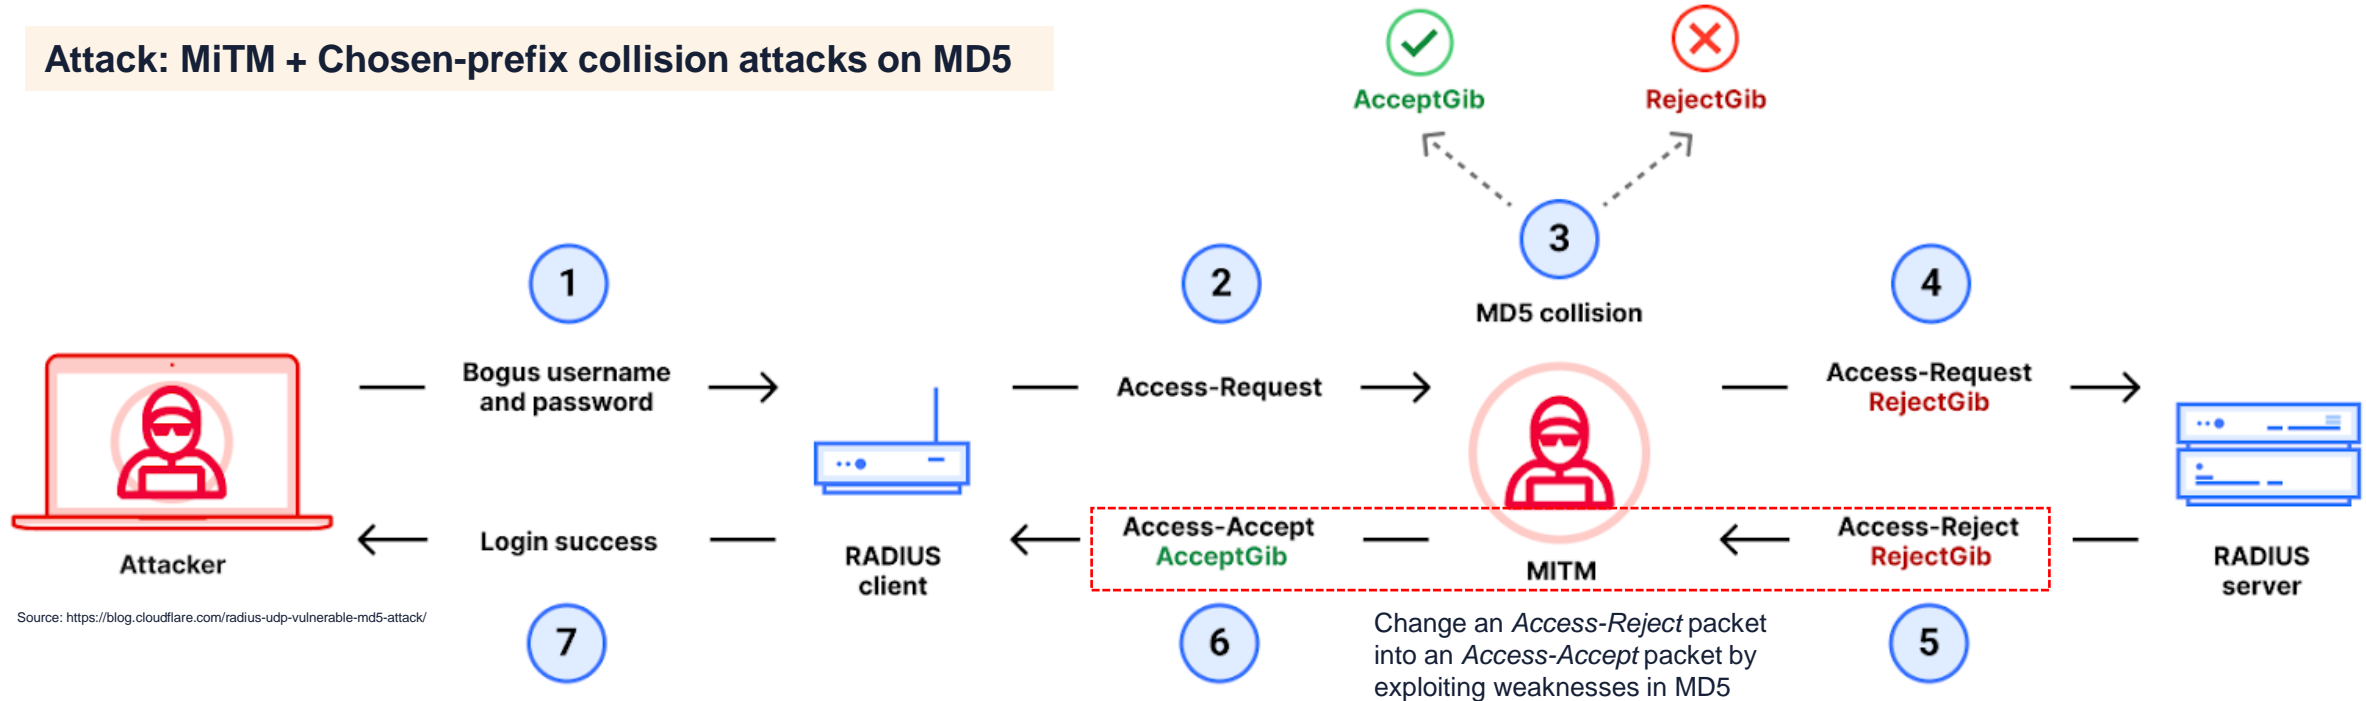 Attack: MiTM + Chosen-prefix collision attacks on MD5
AcceptGib
RejectGib
3
MD5 collision
1
Bogus username
and password
2
Access-Request
4
Access-Request
RejectGib
Attacker
Login success
RADIUS
client
Access-Accept
AcceptGib
MITM
Access-Reject
RejectGib
RADIUS
server
Source: https://blog.cloudflare.com/radius-udp-vulnerable-md5-attack/
7
6
Change an Access-Reject packet
into an Access-Accept packet by
exploiting weaknesses in MD5
5